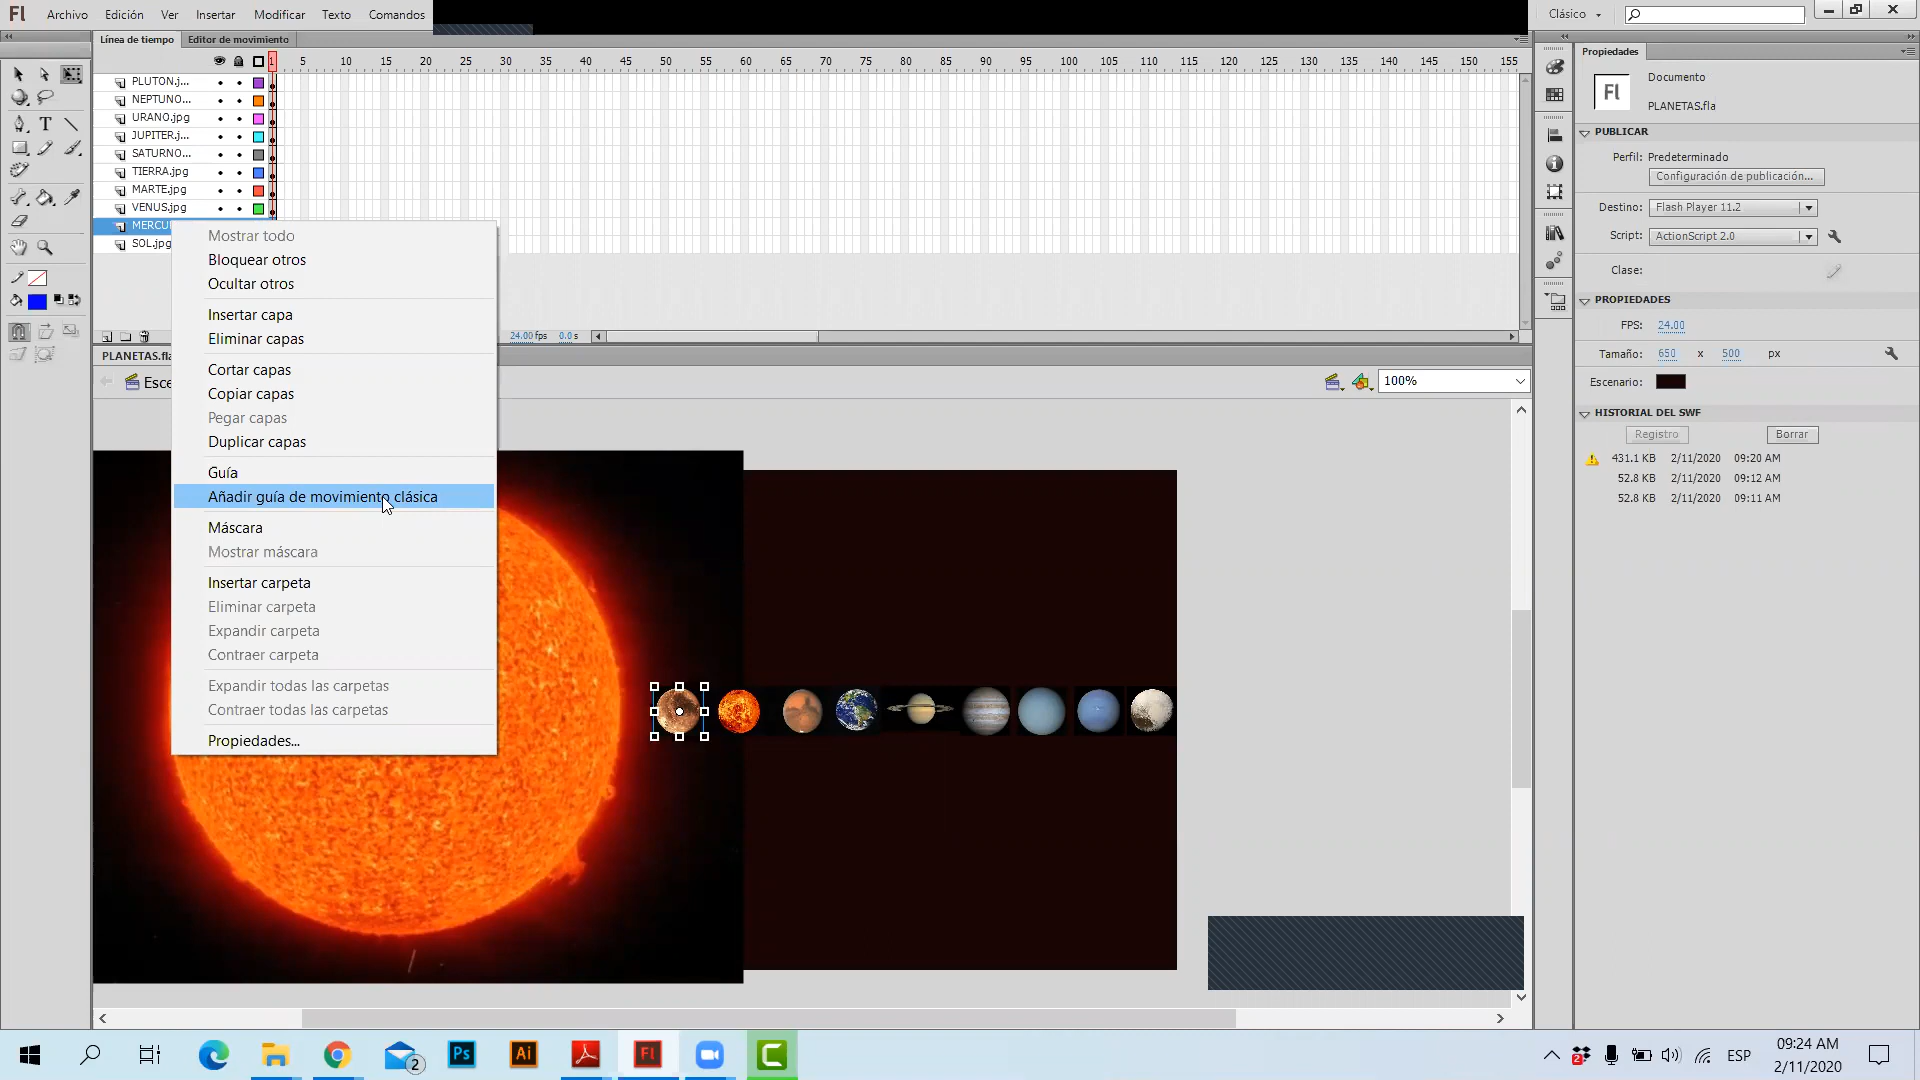 Fl Archivo Edición Ver Insertar Modificar Texto Comandos
Clásico
Línea de tiempo Editor de movimiento
1 5 10 15 20 25 30 35 40 45 50 55 60 65 70 75 80 85 90 95 100 105 110 115 120 125 130 135 140 145 150 155
PLUTON.j...
NEPTUNO...
URANO.jpg
JUPITER.j...
SATURNO...
TIERRA.jpg
MARTE.jpg
VENUS.jpg
MERCU
SOL.jpg
24.00 fps 0.0 s
PLANETAS.fla
Esce
100%
Mostrar todo
Bloquear otros
Ocultar otros
Insertar capa
Eliminar capas
Cortar capas
Copiar capas
Pegar capas
Duplicar capas
Guía
Añadir guía de movimiento clásica
Máscara
Mostrar máscara
Insertar carpeta
Eliminar carpeta
Expandir carpeta
Contraer carpeta
Expandir todas las carpetas
Contraer todas las carpetas
Propiedades...
Propiedades
Fl
Documento
PLANETAS.fla
PUBLICAR
Perfil: Predeterminado
Configuración de publicación...
Destino: Flash Player 11.2
Script: ActionScript 2.0
Clase:
PROPIEDADES
FPS: 24.00
Tamaño: 650 x 500 px
Escenario:
HISTORIAL DEL SWF
Registro Borrar
431.1 KB 2/11/2020 09:20 AM
52.8 KB 2/11/2020 09:12 AM
52.8 KB 2/11/2020 09:11 AM
2 Ps Ai Fl C
2 ESP
09:24 AM
2/11/2020